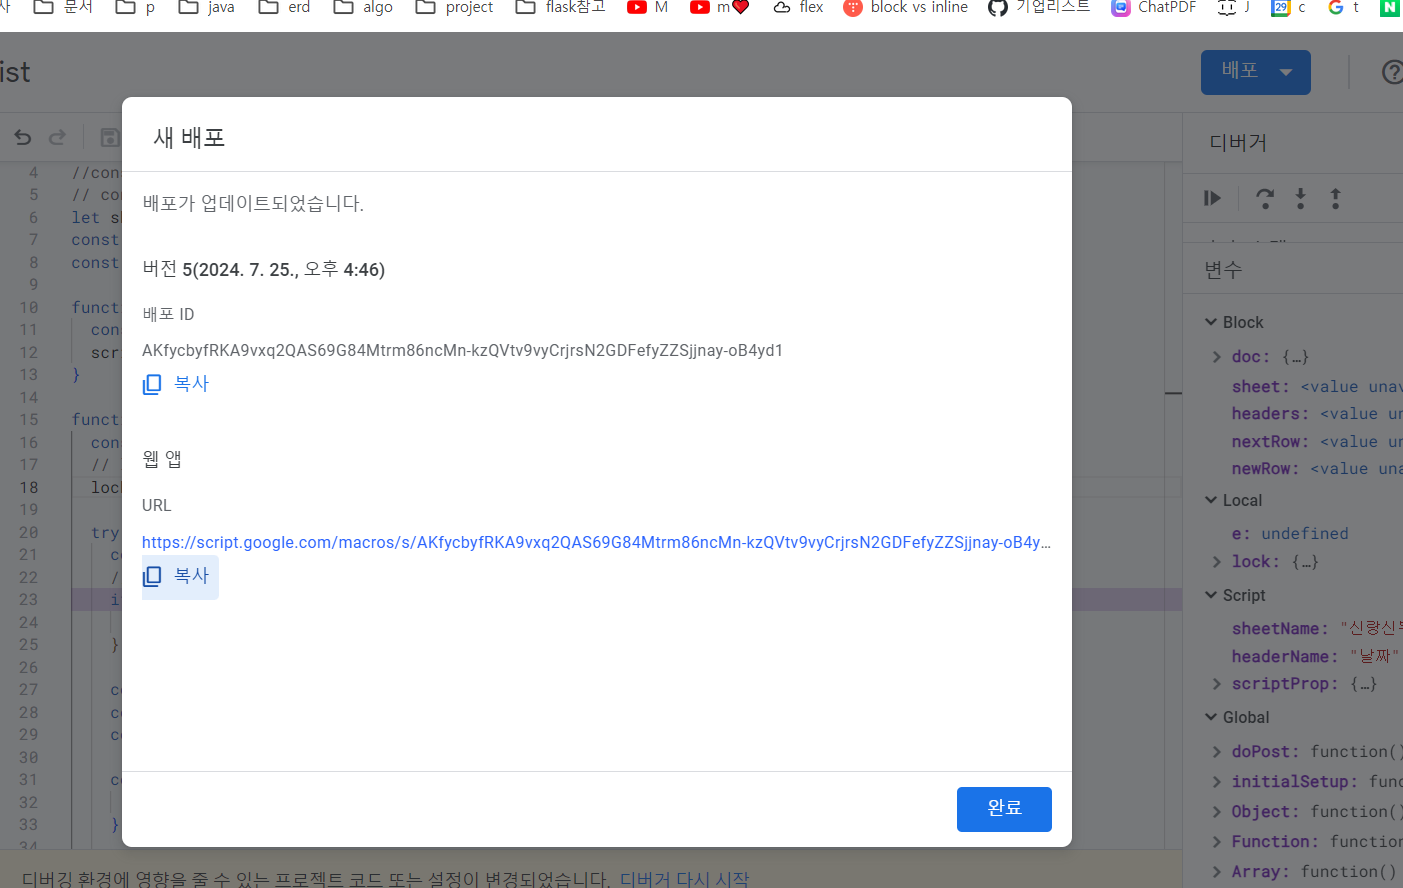 문서
p
java
erd
algo
project
flask참고
M
m
flex
block vs inline
기업리스트
ChatPDF
J
29
c
G
t
N
ist
배포
디버거
새 배포
배포가 업데이트되었습니다.
버전 5(2024. 7. 25., 오후 4:46)
배포 ID
AKfycbyfRKA9vxq2QAS69G84Mtrm86ncMn-kzQVtv9vyCrjrsN2GDFefyZZSjjnay-oB4yd1
복사
웹 앱
URL
https://script.google.com/macros/s/AKfycbyfRKA9vxq2QAS69G84Mtrm86ncMn-kzQVtv9vyCrjrsN2GDFefyZZSjjnay-oB4y...
복사
완료
4 //con
5 // co
6 let s
7 const
8 const
9
10 funct
11 con
12 scr
13 }
14
15 funct
16 con
17 //
18 loc
19
20 try
21 c
22 /
23 i
24
25 }
26
27 c
28 c
29 c
30
31 c
32
33 }
34
변수
Block
doc: {…}
sheet: <value unav
headers: <value un
nextRow: <value un
newRow: <value una
Local
e: undefined
lock: {…}
Script
sheetName: "신랑신
headerName: "날짜"
scriptProp: {…}
Global
doPost: function()
initialSetup: func
Object: function()
Function: function
Array: function()
디버깅 환경에 영향을 줄 수 있는 프로젝트 코드 또는 설정이 변경되었습니다. 디버거 다시 시작